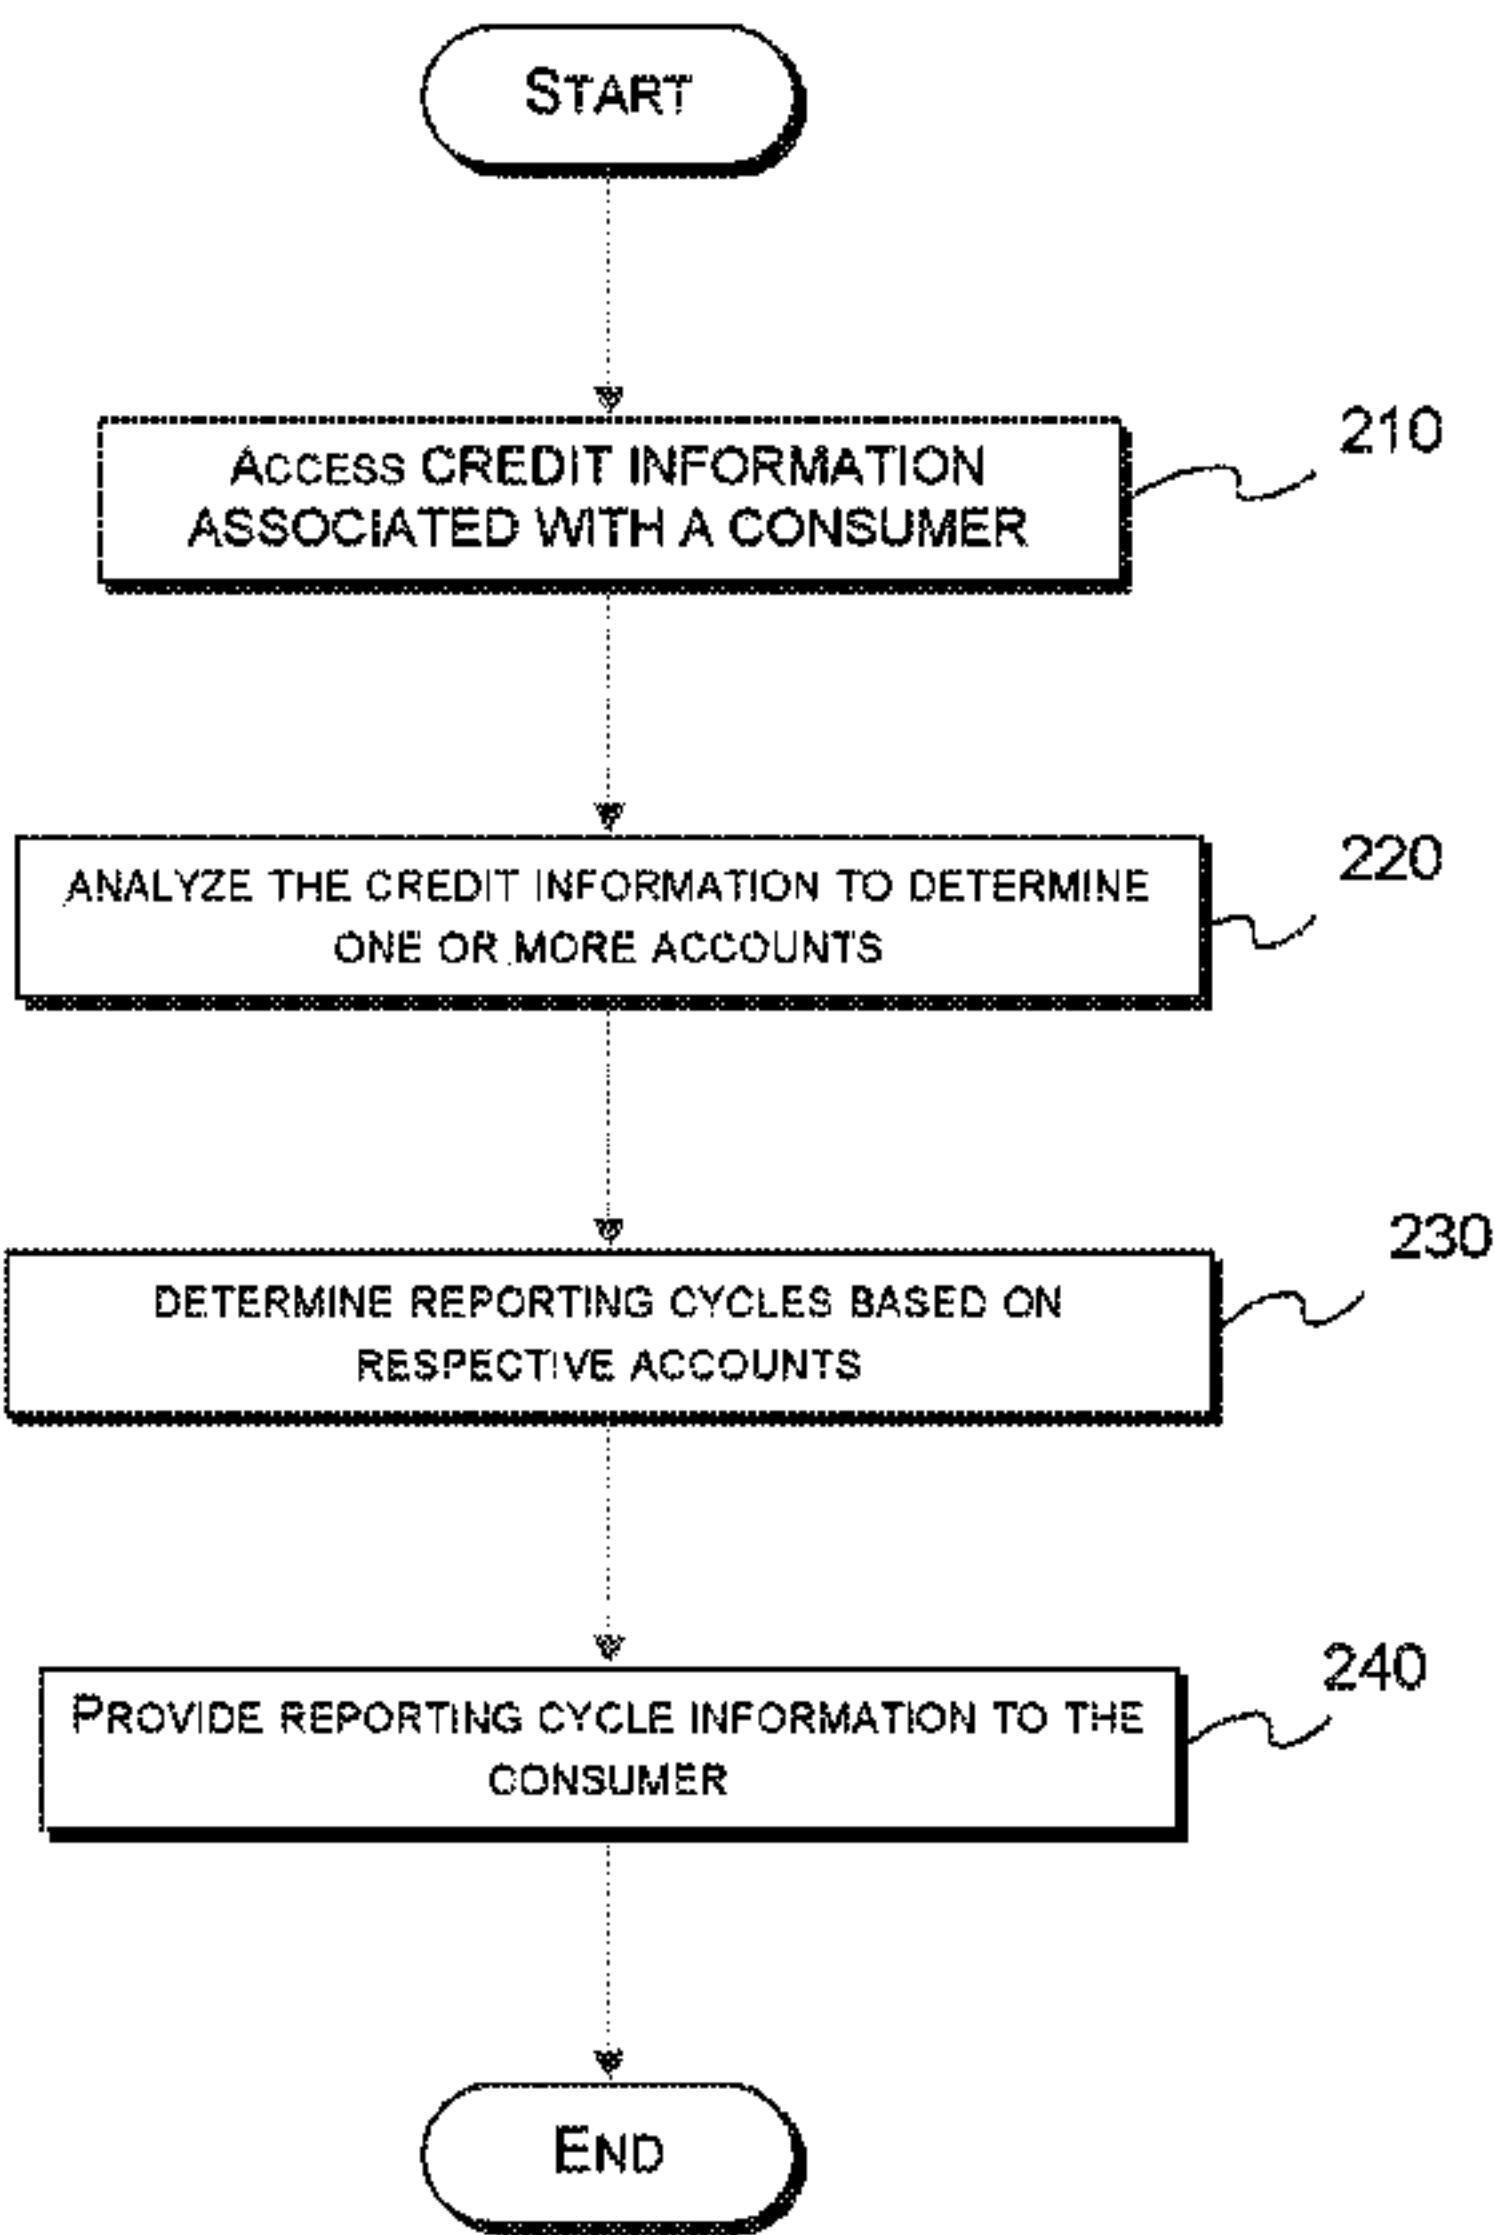 START
ACCESS CREDIT INFORMATION
ASSOCIATED WITH A CONSUMER
210
ANALYZE THE CREDIT INFORMATION TO DETERMINE
ONE OR MORE ACCOUNTS
220
DETERMINE REPORTING CYCLES BASED ON
RESPECTIVE ACCOUNTS
230
PROVIDE REPORTING CYCLE INFORMATION TO THE
CONSUMER
240
END